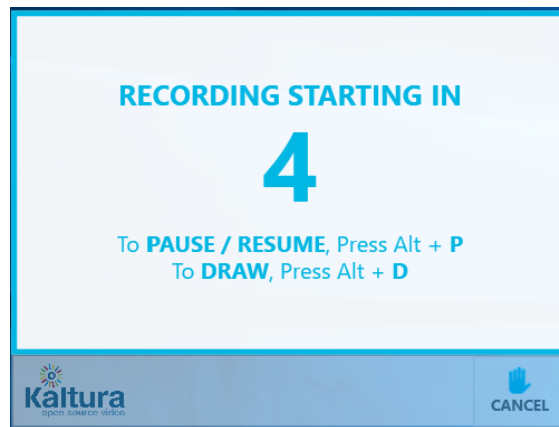 RECORDING STARTING IN
4
To PAUSE / RESUME, Press Alt + P
To DRAW, Press Alt + D
Kaltura
open source video
CANCEL